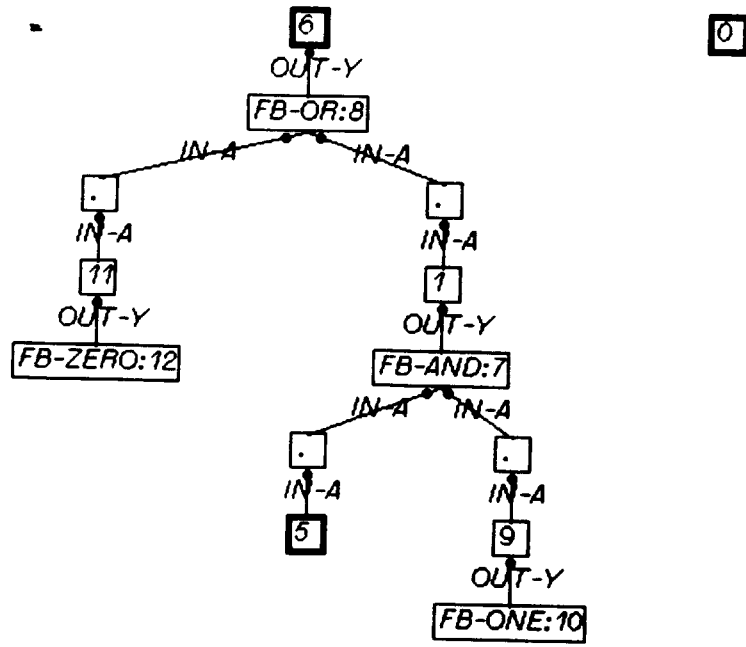 6
0
OUT-Y
FB-OR:8
IN-A IN-A
. .
IN-A IN-A
11 1
OUT-Y OUT-Y
FB-ZERO:12 FB-AND:7
IN-A IN-A
. .
IN-A IN-A
5 9
OUT-Y
FB-ONE:10